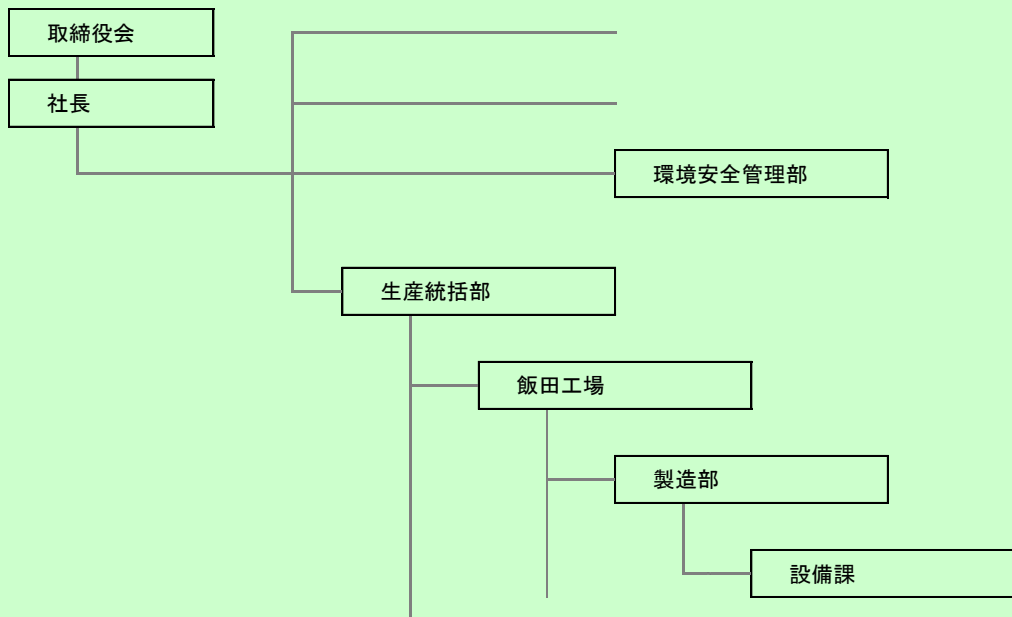 取締役会
社長
環境安全管理部
生産統括部
飯田工場
製造部
設備課